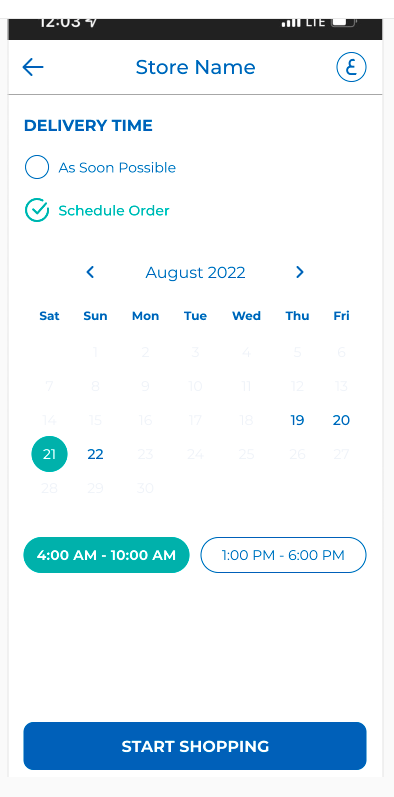 12:03 LTE
Store Name ع
DELIVERY TIME
As Soon Possible
Schedule Order
August 2022
Sat Sun Mon Tue Wed Thu Fri
1 2 3 4 5 6
7 8 9 10 11 12 13
14 15 16 17 18 19 20
21 22 23 24 25 26 27
28 29 30
4:00 AM - 10:00 AM 1:00 PM - 6:00 PM
START SHOPPING